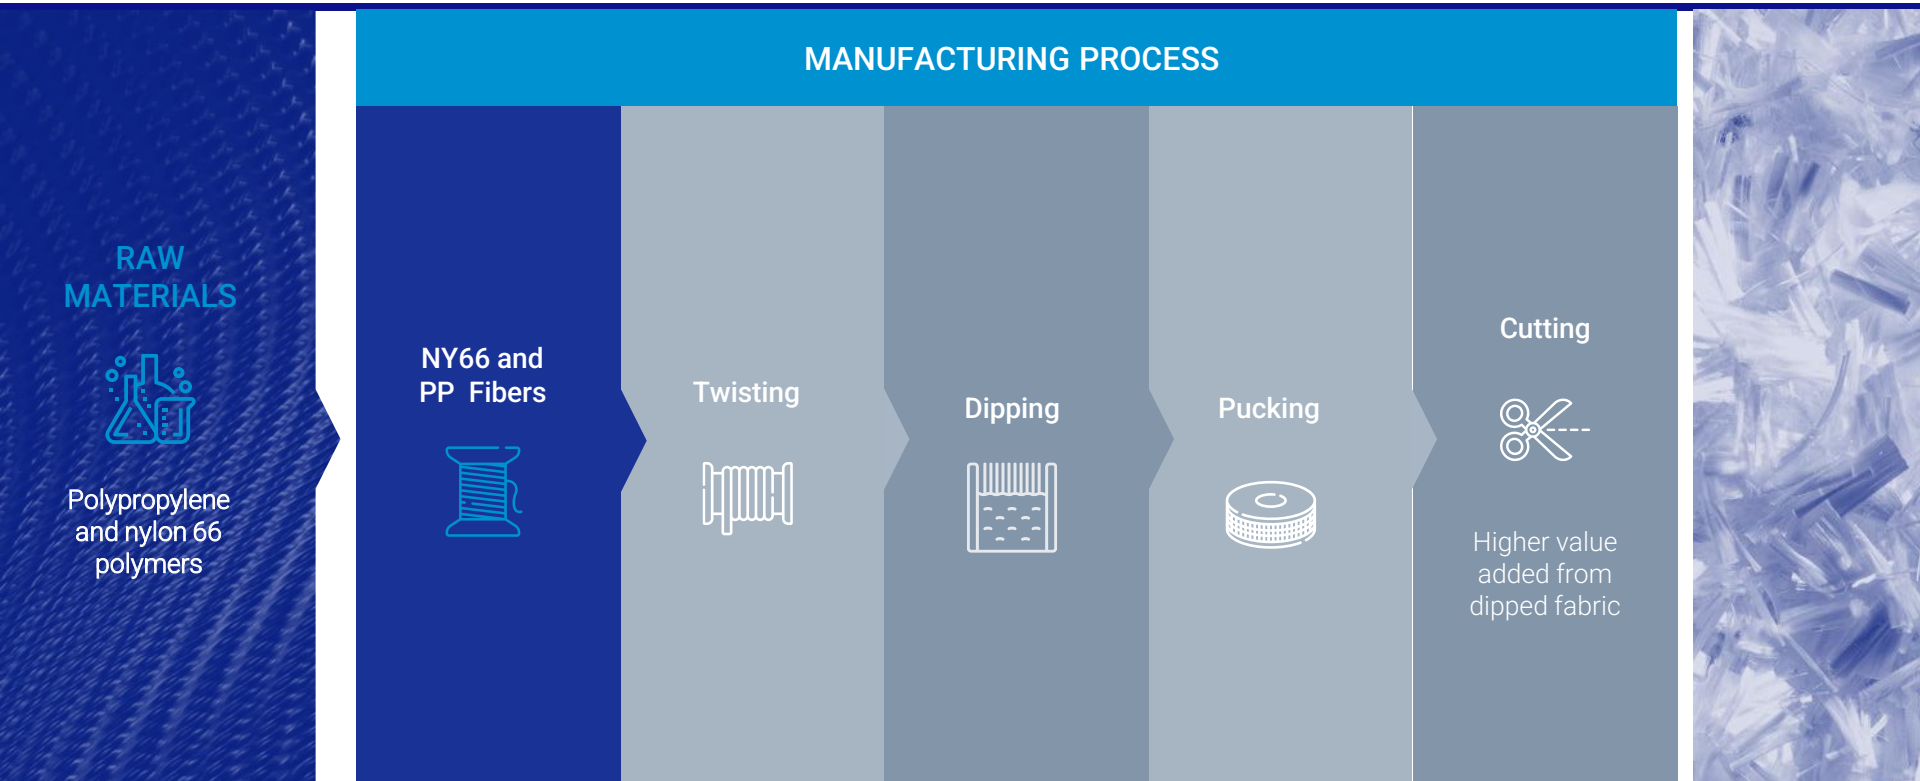 MANUFACTURING PROCESS
RAW
MATERIALS
Polypropylene
and nylon 66
polymers
NY66 and
PP  Fibers
Twisting
Dipping
Pucking
Cutting
Higher value
added from
dipped fabric